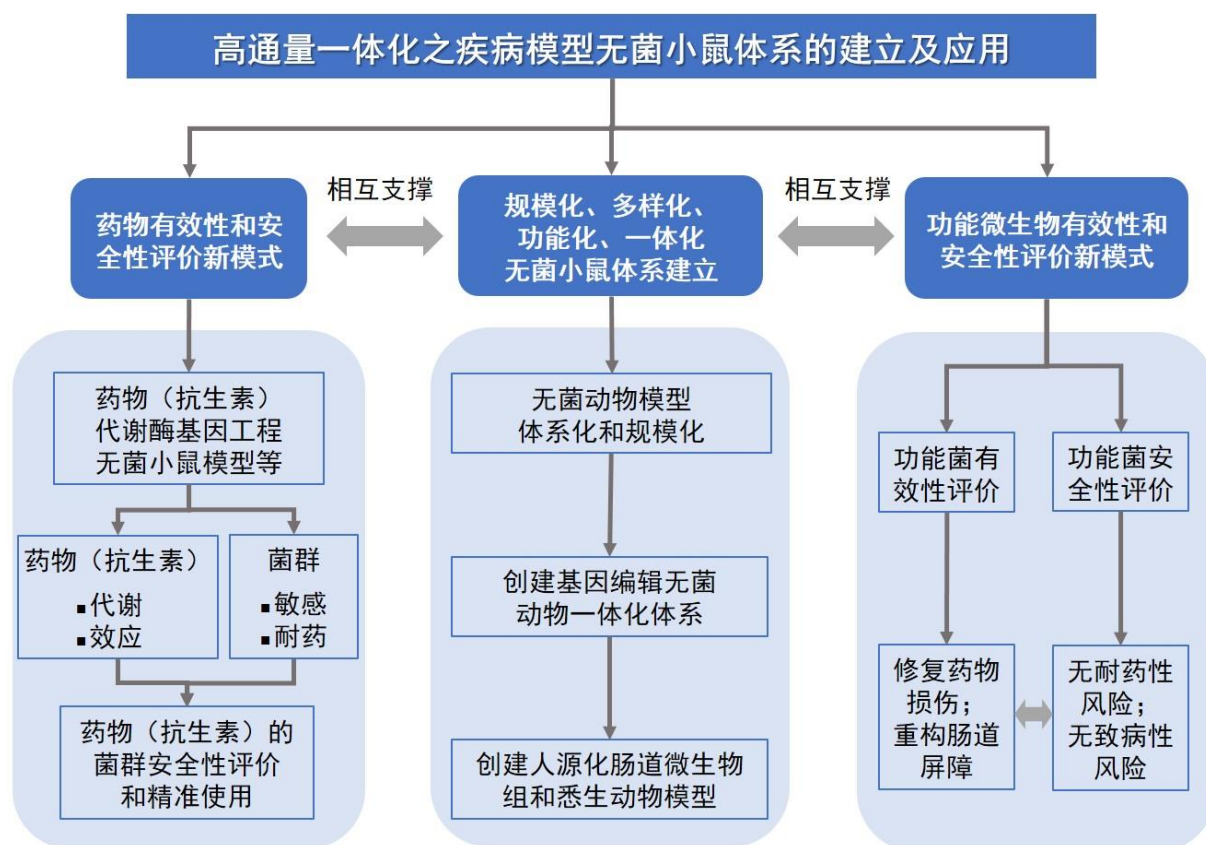 高通量一体化之疾病模型无菌小鼠体系的建立及应用
相互支撑
相互支撑
药物有效性和安
全性评价新模式
规模化、多样化、
功能化、一体化
无菌小鼠体系建立
功能微生物有效性和
安全性评价新模式
药物（抗生素）
代谢酶基因工程
无菌小鼠模型等
药物（抗生素）
▪代谢
▪效应
菌群
▪敏感
▪耐药
药物（抗生素）的
菌群安全性评价
和精准使用
无菌动物模型
体系化和规模化
创建基因编辑无菌
动物一体化体系
创建人源化肠道微生物
组和悉生动物模型
功能菌有
效性评价
功能菌安
全性评价
修复药物
损伤；
重构肠道
屏障
无耐药性
风险；
无致病性
风险